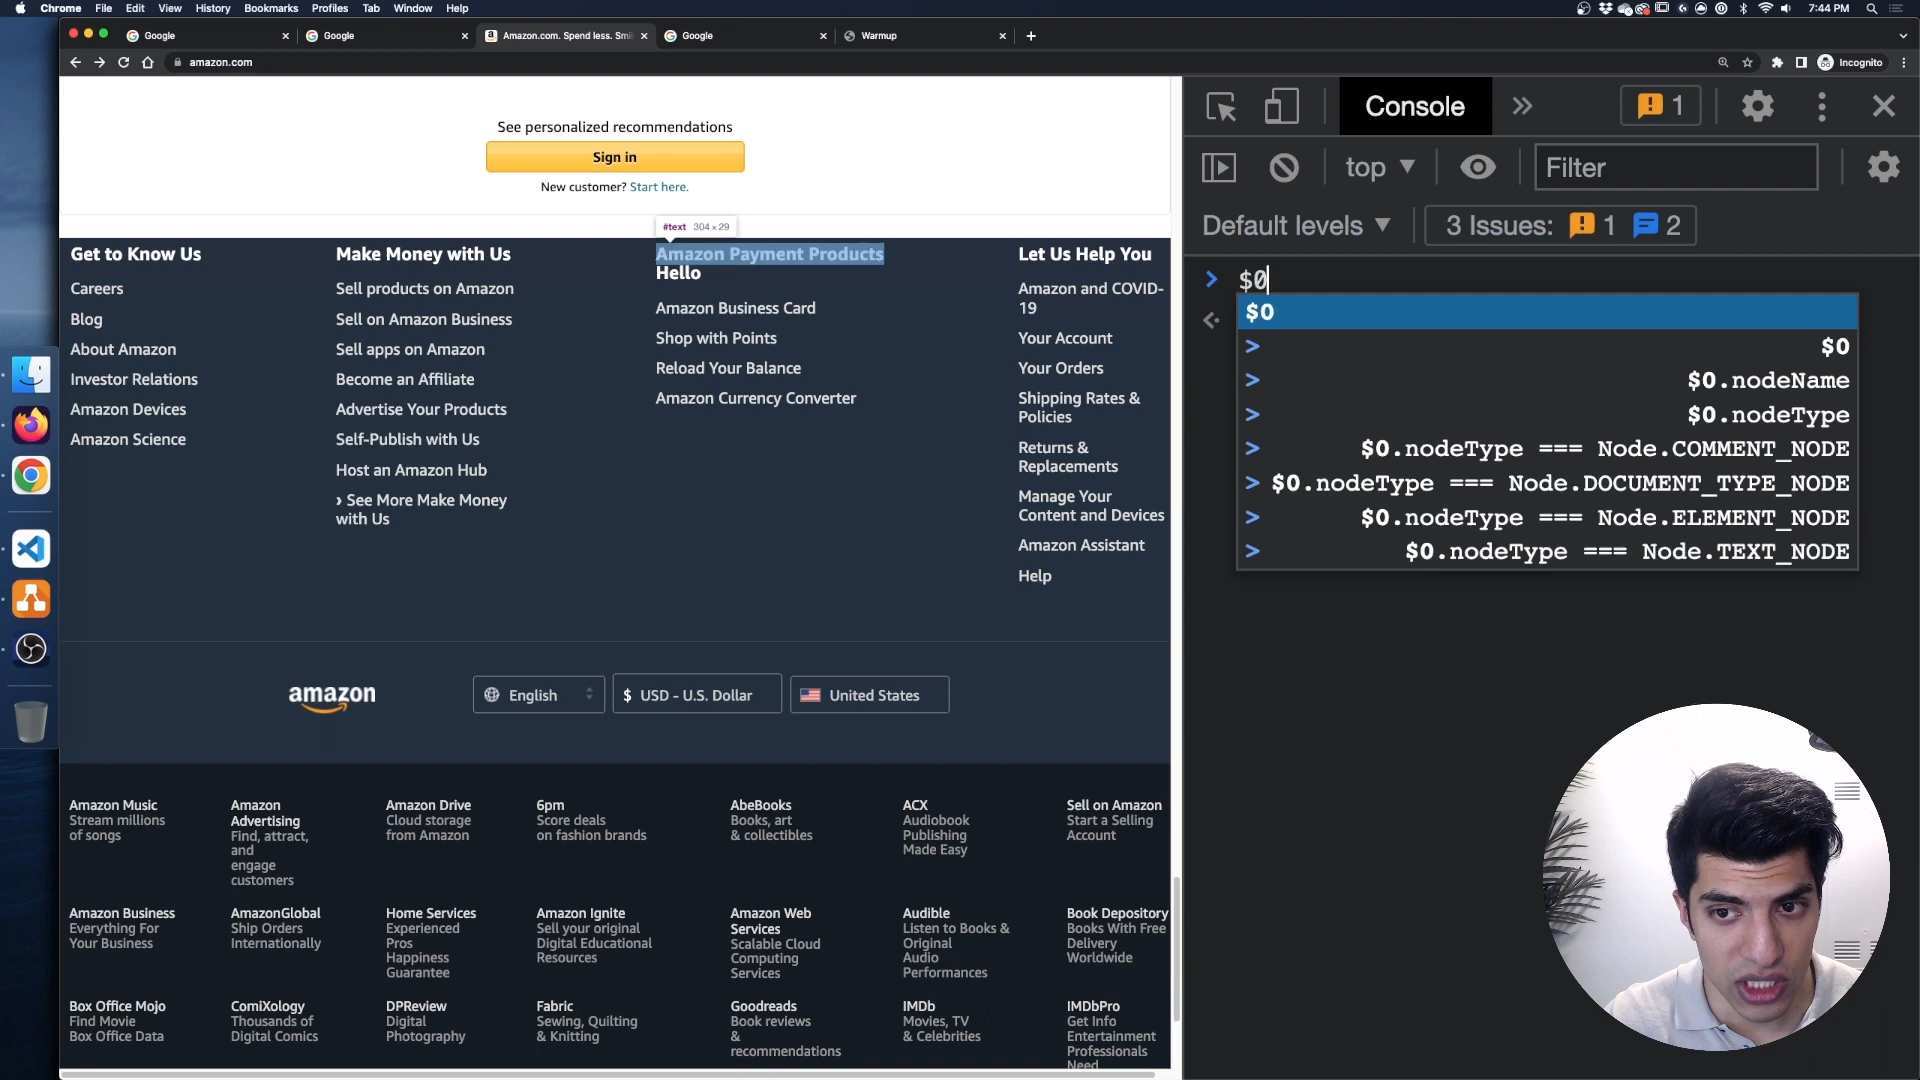 Chrome File Edit View History Bookmarks Profiles Tab Window Help 7:44 PM
Google Google Amazon.com. Spend less. Smi Google Warmup
amazon.com Incognito
See personalized recommendations
Sign in
New customer? Start here.
#text 304×29
Get to Know Us
Careers
Blog
About Amazon
Investor Relations
Amazon Devices
Amazon Science
Make Money with Us
Sell products on Amazon
Sell on Amazon Business
Sell apps on Amazon
Become an Affiliate
Advertise Your Products
Self-Publish with Us
Host an Amazon Hub
› See More Make Money
with Us
Amazon Payment Products
Hello
Amazon Business Card
Shop with Points
Reload Your Balance
Amazon Currency Converter
Let Us Help You
Amazon and COVID-
19
Your Account
Your Orders
Shipping Rates &
Policies
Returns &
Replacements
Manage Your
Content and Devices
Amazon Assistant
Help
amazon English $ USD - U.S. Dollar United States
Amazon Music
Stream millions
of songs
Amazon
Advertising
Find, attract,
and
engage
customers
Amazon Drive
Cloud storage
from Amazon
6pm
Score deals
on fashion brands
AbeBooks
Books, art
& collectibles
ACX
Audiobook
Publishing
Made Easy
Sell on Amazon
Start a Selling
Account
Amazon Business
Everything For
Your Business
AmazonGlobal
Ship Orders
Internationally
Home Services
Experienced
Pros
Happiness
Guarantee
Amazon Ignite
Sell your original
Digital Educational
Resources
Amazon Web
Services
Scalable Cloud
Computing
Services
Audible
Listen to Books &
Original
Audio
Performances
Book Depository
Books With Free
Delivery
Worldwide
Box Office Mojo
Find Movie
Box Office Data
ComiXology
Thousands of
Digital Comics
DPReview
Digital
Photography
Fabric
Sewing, Quilting
& Knitting
Goodreads
Book reviews
&
recommendations
IMDb
Movies, TV
& Celebrities
IMDbPro
Get Info
Entertainment
Professionals
Need
Console 1
top Filter
Default levels 3 Issues: 1 2
> $0
$0
> $0
> $0.nodeName
> $0.nodeType
> $0.nodeType === Node.COMMENT_NODE
> $0.nodeType === Node.DOCUMENT_TYPE_NODE
> $0.nodeType === Node.ELEMENT_NODE
> $0.nodeType === Node.TEXT_NODE